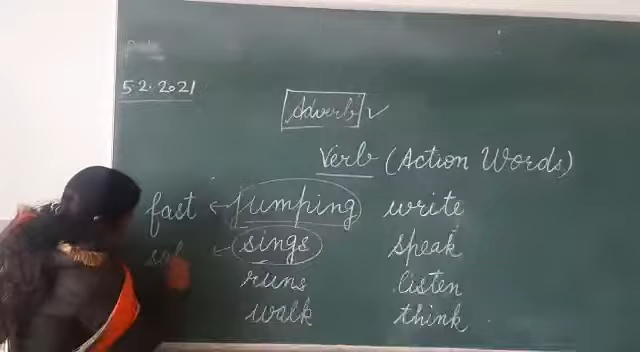 5.2.2021
Adverb ✓
Verb (Action Words)
fast ← jumping write
← sings speak
runs listen
walk think